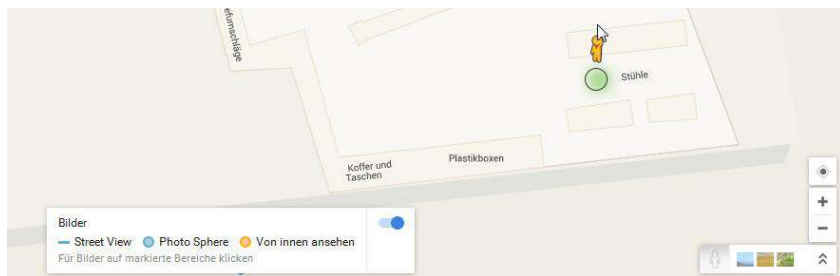 efumschläge
Stühle
Plastikboxen
Koffer und
Taschen
Bilder
Street View Photo Sphere Von innen ansehen
Für Bilder auf markierte Bereiche klicken
+
−